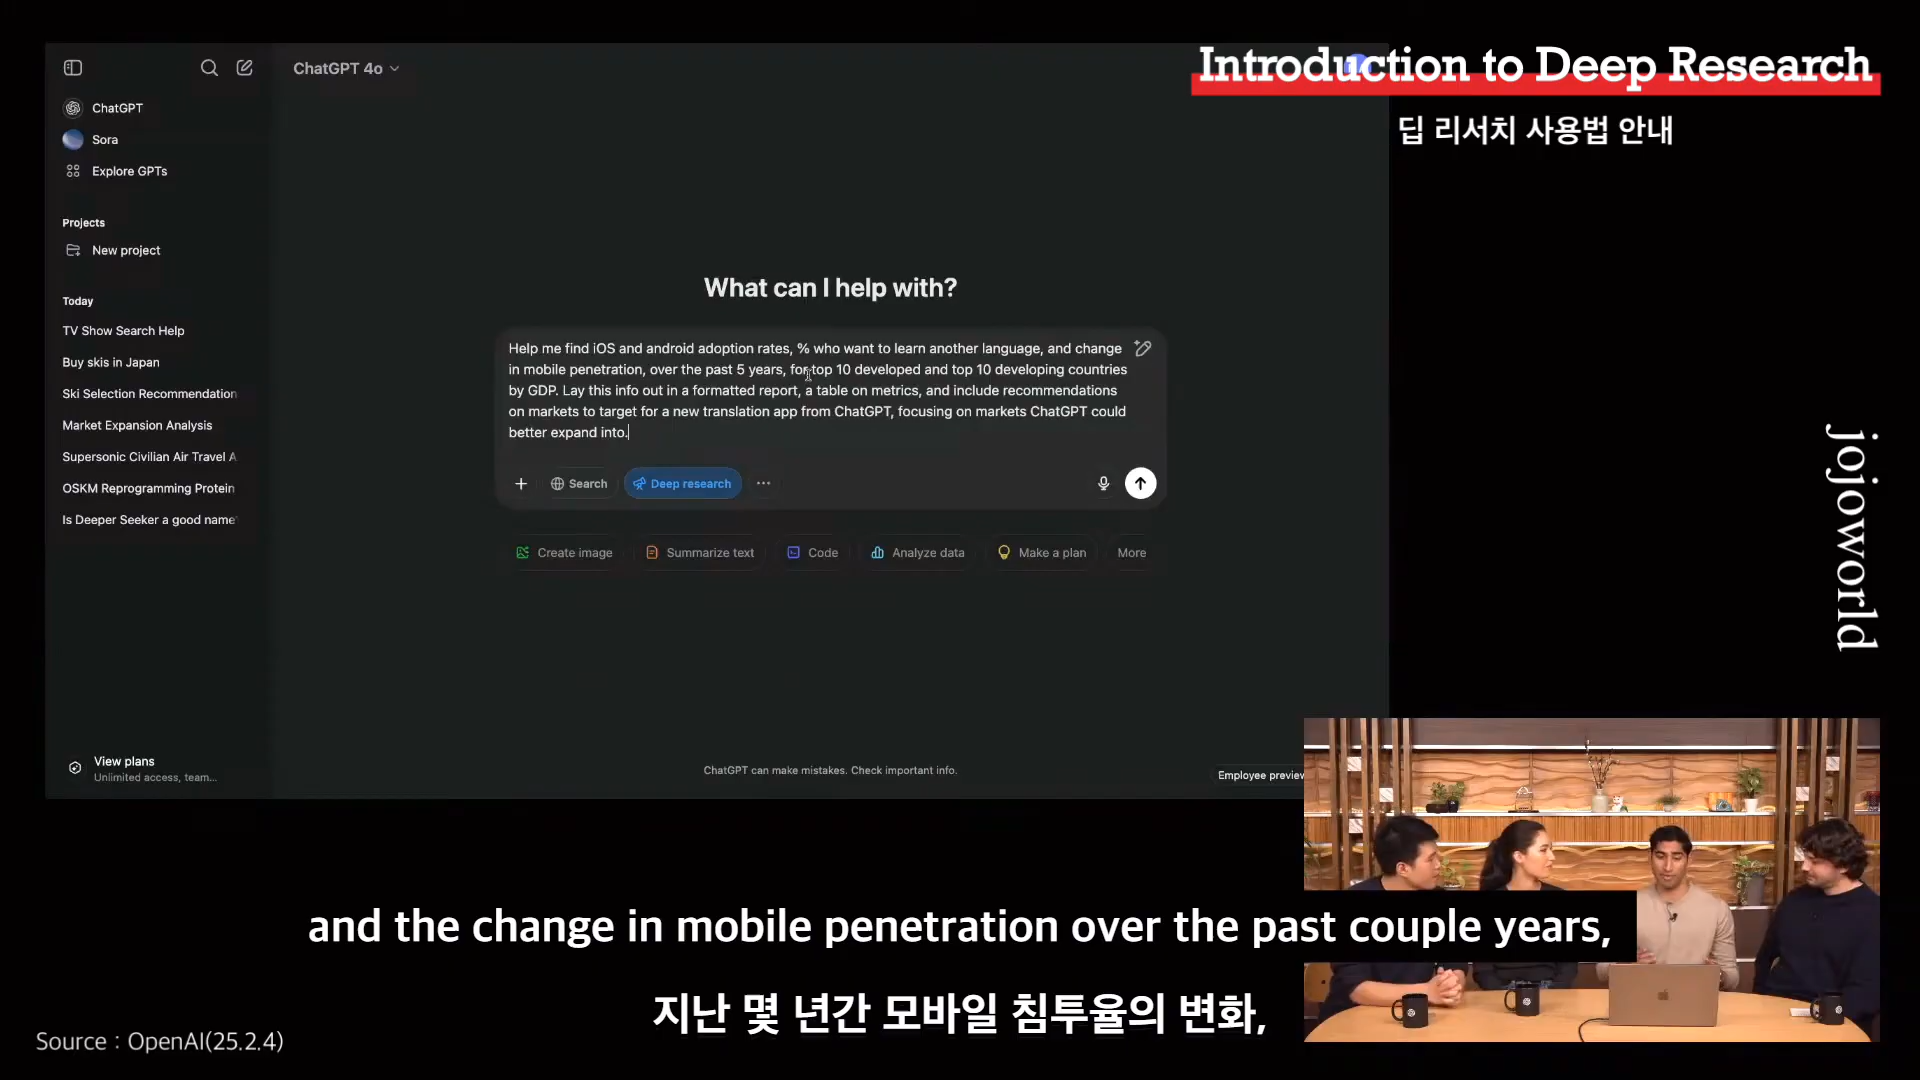 ChatGPT 4o
Introduction to Deep Research
딥 리서치 사용법 안내
ChatGPT
Sora
Explore GPTs
Projects
New project
Today
TV Show Search Help
Buy skis in Japan
Ski Selection Recommendation
Market Expansion Analysis
Supersonic Civilian Air Travel A
OSKM Reprogramming Protein
Is Deeper Seeker a good name
View plans
Unlimited access, team...
What can I help with?
Help me find iOS and android adoption rates, % who want to learn another language, and change
in mobile penetration, over the past 5 years, for top 10 developed and top 10 developing countries
by GDP. Lay this info out in a formatted report, a table on metrics, and include recommendations
on markets to target for a new translation app from ChatGPT, focusing on markets ChatGPT could
better expand into.
Search
Deep research
Create image
Summarize text
Code
Analyze data
Make a plan
More
ChatGPT can make mistakes. Check important info.
Employee preview
jojoworld
and the change in mobile penetration over the past couple years,
지난 몇 년간 모바일 침투율의 변화,
Source : OpenAI(25.2.4)